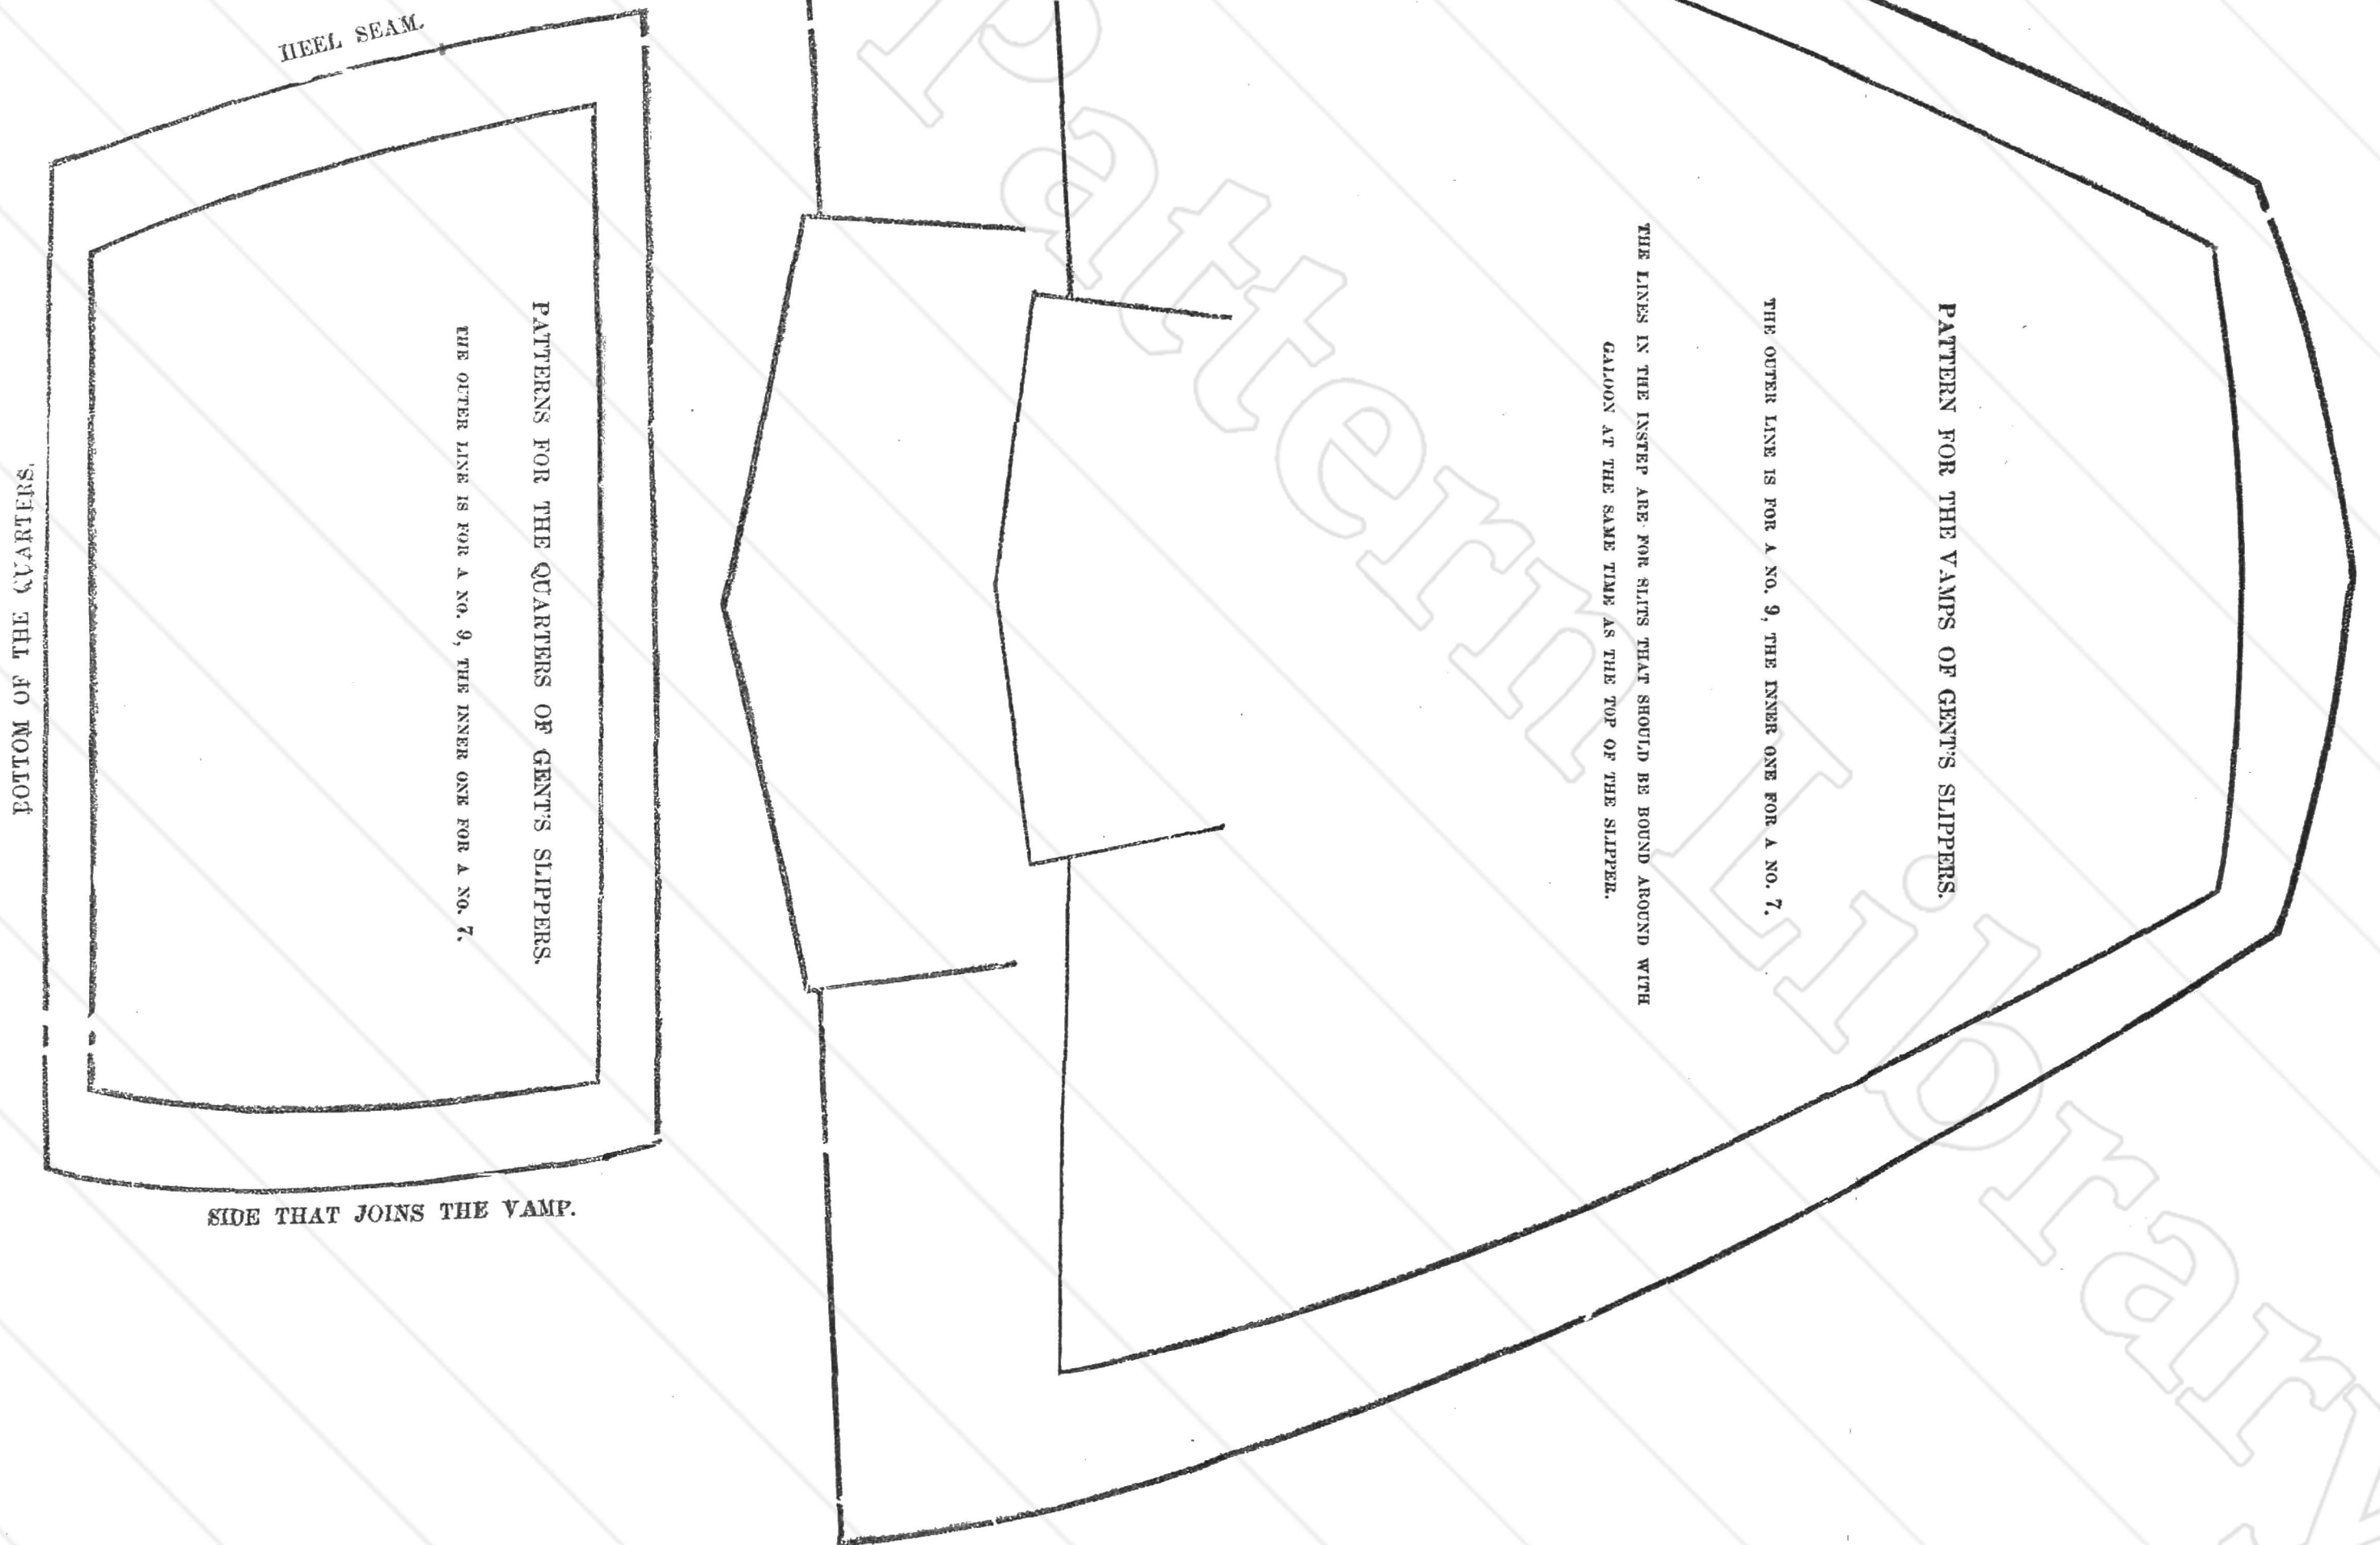 HEEL SEAM.
PATTERNS FOR THE QUARTERS OF GENT'S SLIPPERS.
THE OUTER LINE IS FOR A NO. 9, THE INNER ONE FOR A NO. 7.
BOTTOM OF THE QUARTERS.
SIDE THAT JOINS THE VAMP.
PATTERN FOR THE VAMPS OF GENT'S SLIPPERS.
THE OUTER LINE IS FOR A NO. 9, THE INNER ONE FOR A NO. 7.
THE LINES IN THE INSTEP ARE FOR SLITS THAT SHOULD BE BOUND AROUND WITH
GALOON AT THE SAME TIME AS THE TOP OF THE SLIPPER.
Pattern Library